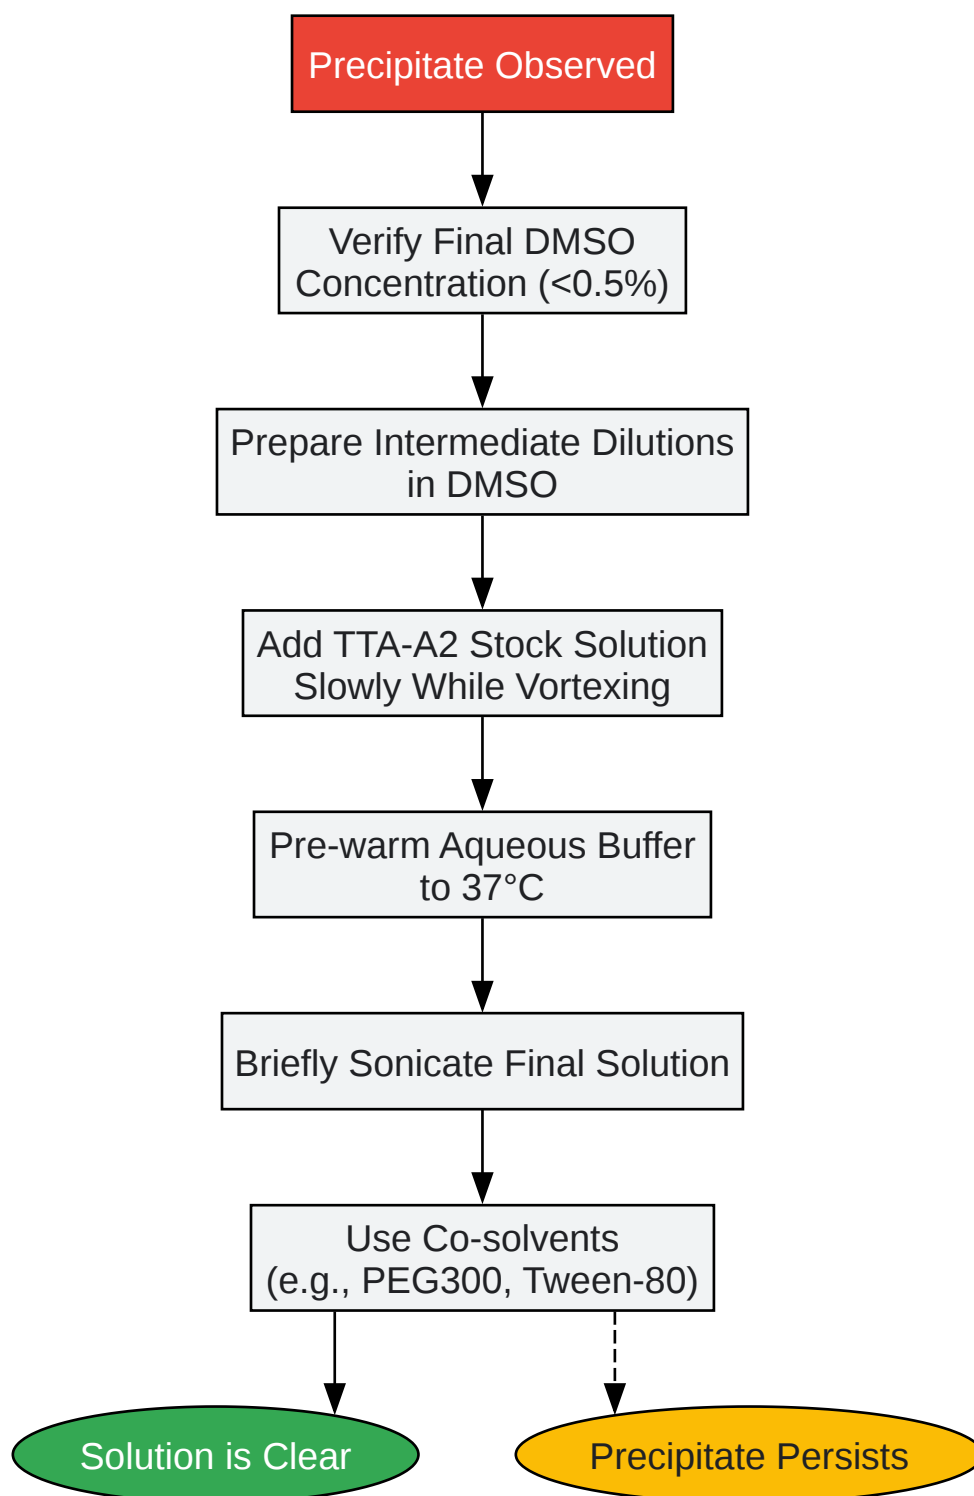 Precipitate Observed
Verify Final DMSO
Concentration (<0.5%)
Prepare Intermediate Dilutions
in DMSO
Add TTA-A2 Stock Solution
Slowly While Vortexing
Pre-warm Aqueous Buffer
to 37°C
Briefly Sonicate Final Solution
Use Co-solvents
(e.g., PEG300, Tween-80)
Solution is Clear
Precipitate Persists